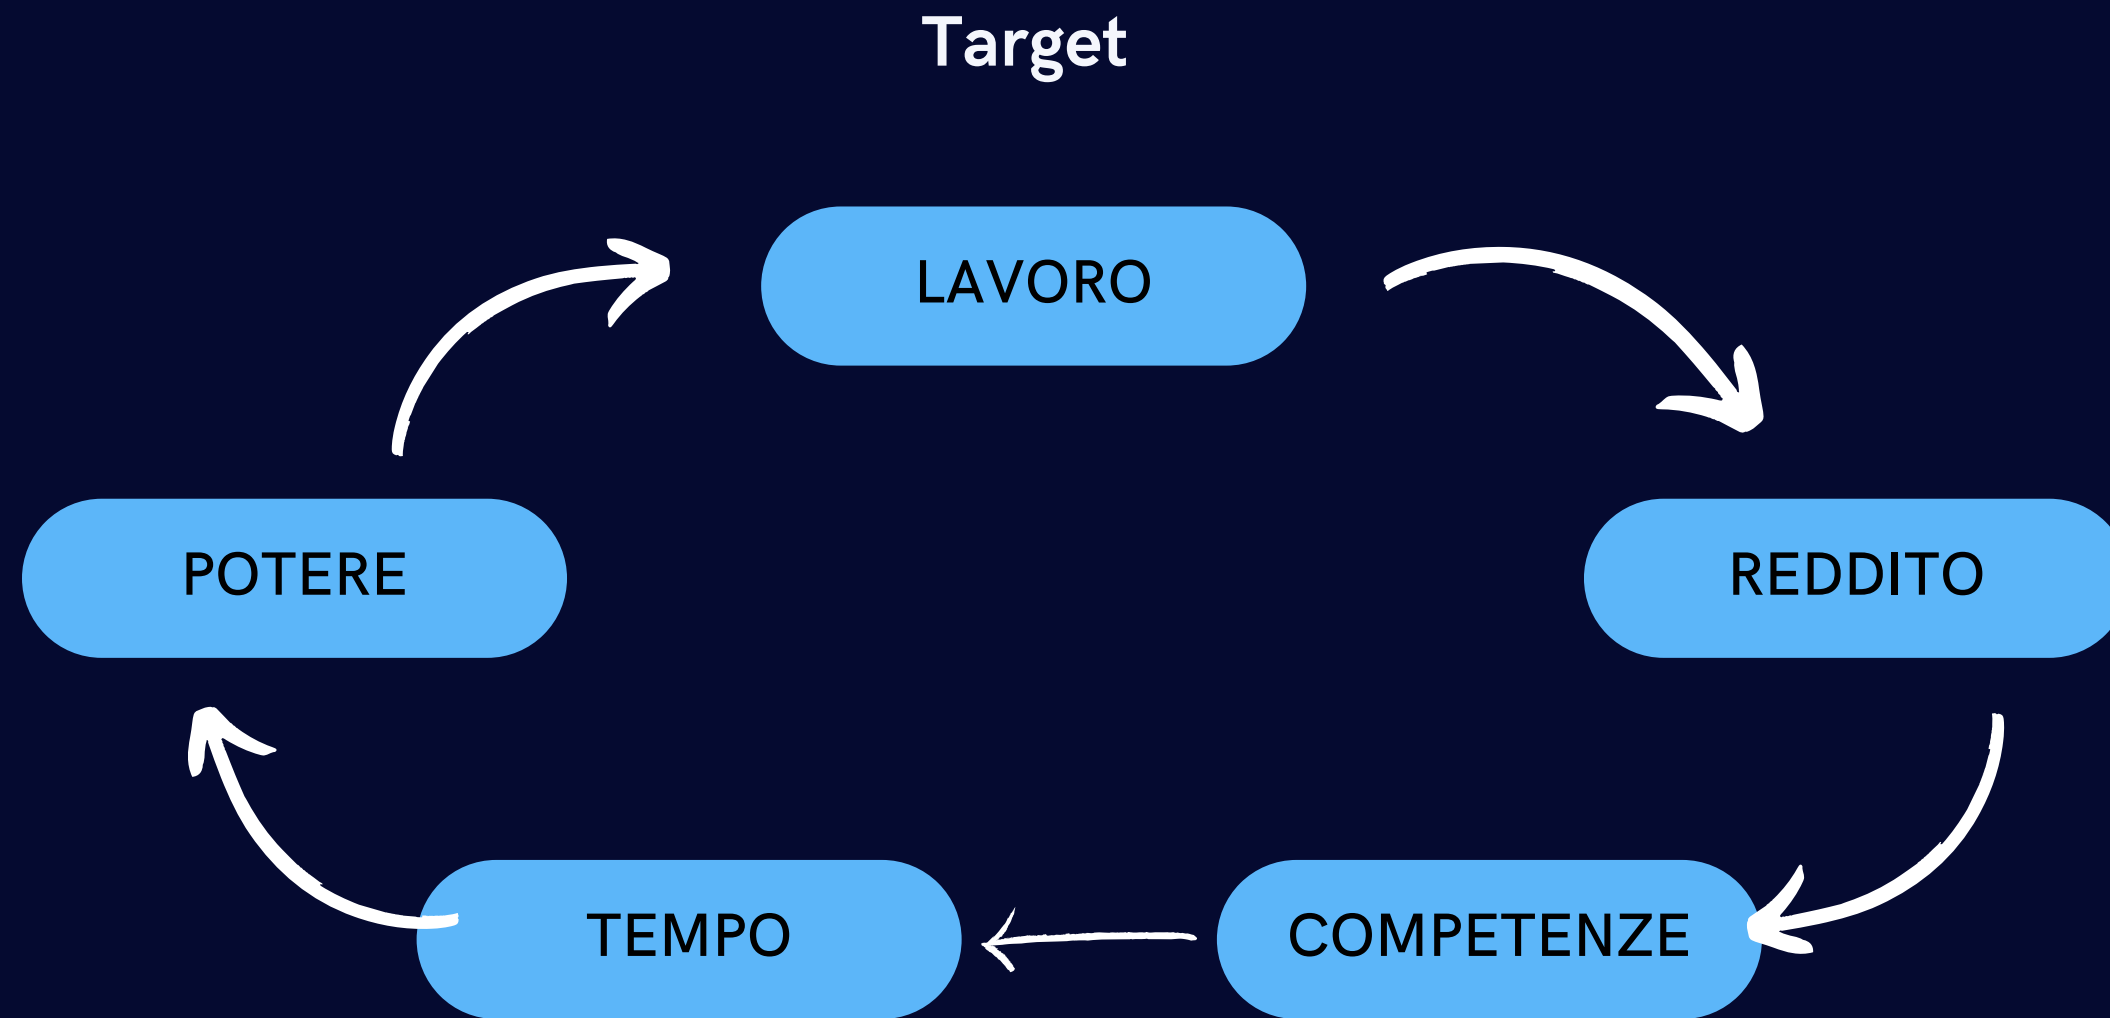 Target
LAVORO
POTERE
REDDITO
TEMPO
COMPETENZE